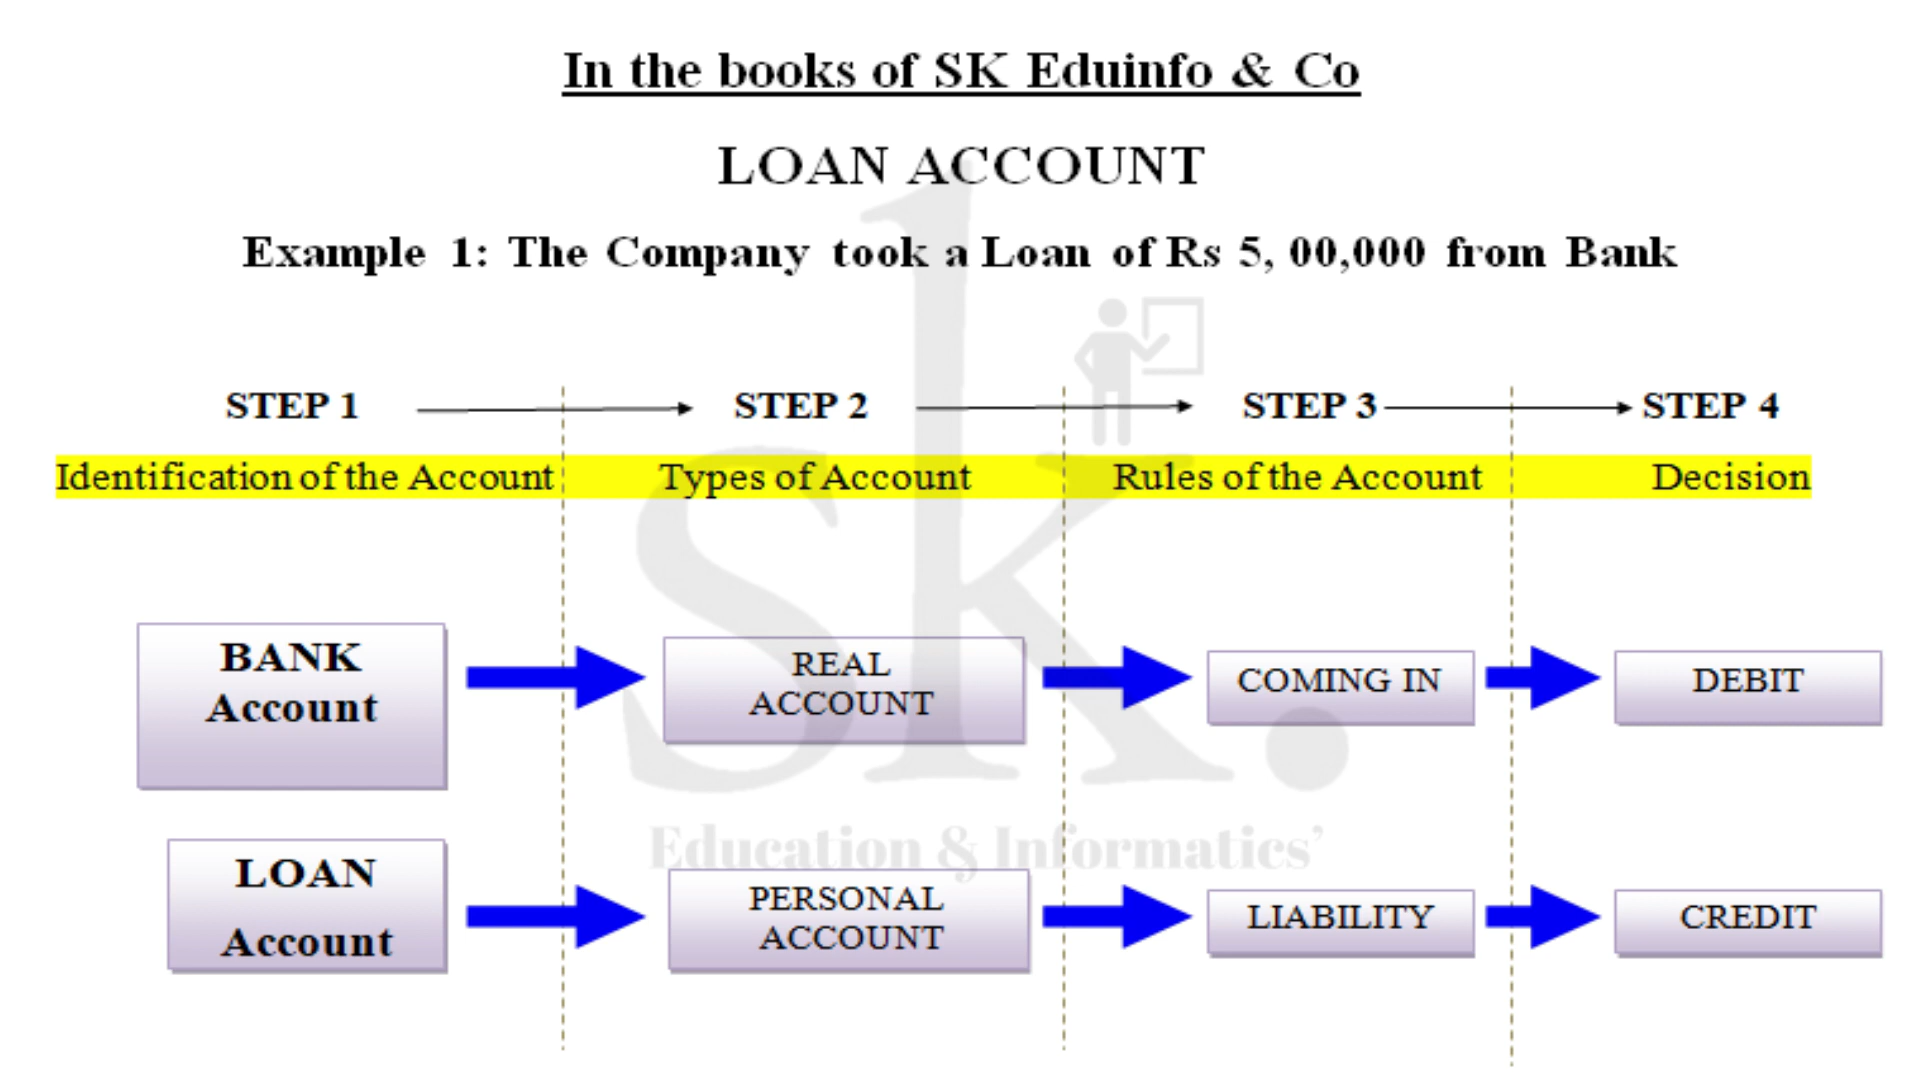 In the books of SK Eduinfo & Co
LOAN ACCOUNT
Example 1: The Company took a Loan of Rs 5, 00,000 from Bank
STEP 1 STEP 2 STEP 3 STEP 4
Identification of the Account Types of Account Rules of the Account Decision
BANK
Account
REAL
ACCOUNT
COMING IN
DEBIT
LOAN
Account
PERSONAL
ACCOUNT
LIABILITY
CREDIT
sk.
Education & Informatics’